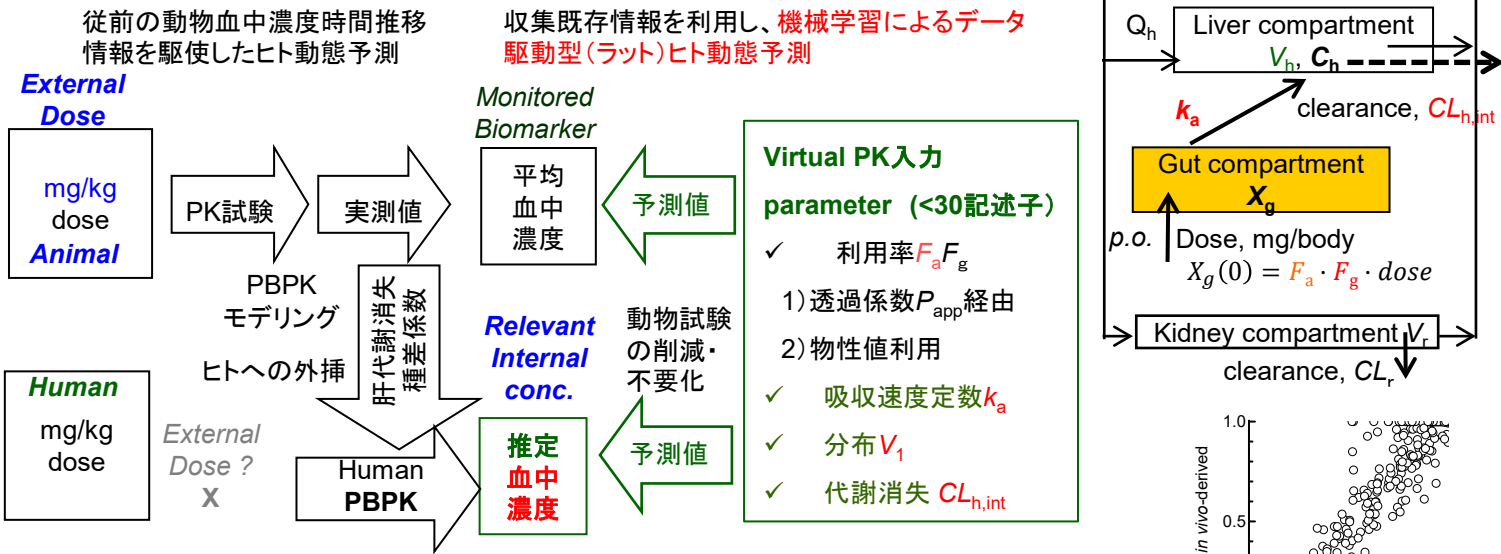 従前の動物血中濃度時間推移
情報を駆使したヒト動態予測
収集既存情報を利用し、機械学習によるデータ
駆動型(ラット)ヒト動態予測
External
Dose
mg/kg
dose
Animal
PK試験
実測値
Monitored
Biomarker
平均
血中
濃度
予測値
PBPK
モデリング
ヒトへの外挿
肝代謝消失
種差係数
Relevant
Internal
conc.
動物試験
の削減・
不要化
Human
mg/kg
dose
External
Dose ?
X
Human
PBPK
推定
血中
濃度
予測値
Virtual PK入力
parameter (<30記述子)
✓ 利用率FaFg
1)透過係数Papp経由
2)物性値利用
✓ 吸収速度定数ka
✓ 分布V1
✓ 代謝消失 CLh,int
Qh
Liver compartment
Vh, Ch
ka
clearance, CLh,int
Gut compartment
Xg
p.o.
Dose, mg/body
Xg(0) = Fa · Fg · dose
Kidney compartment Vr
clearance, CLr
1.0
0.5
in vivo-derived